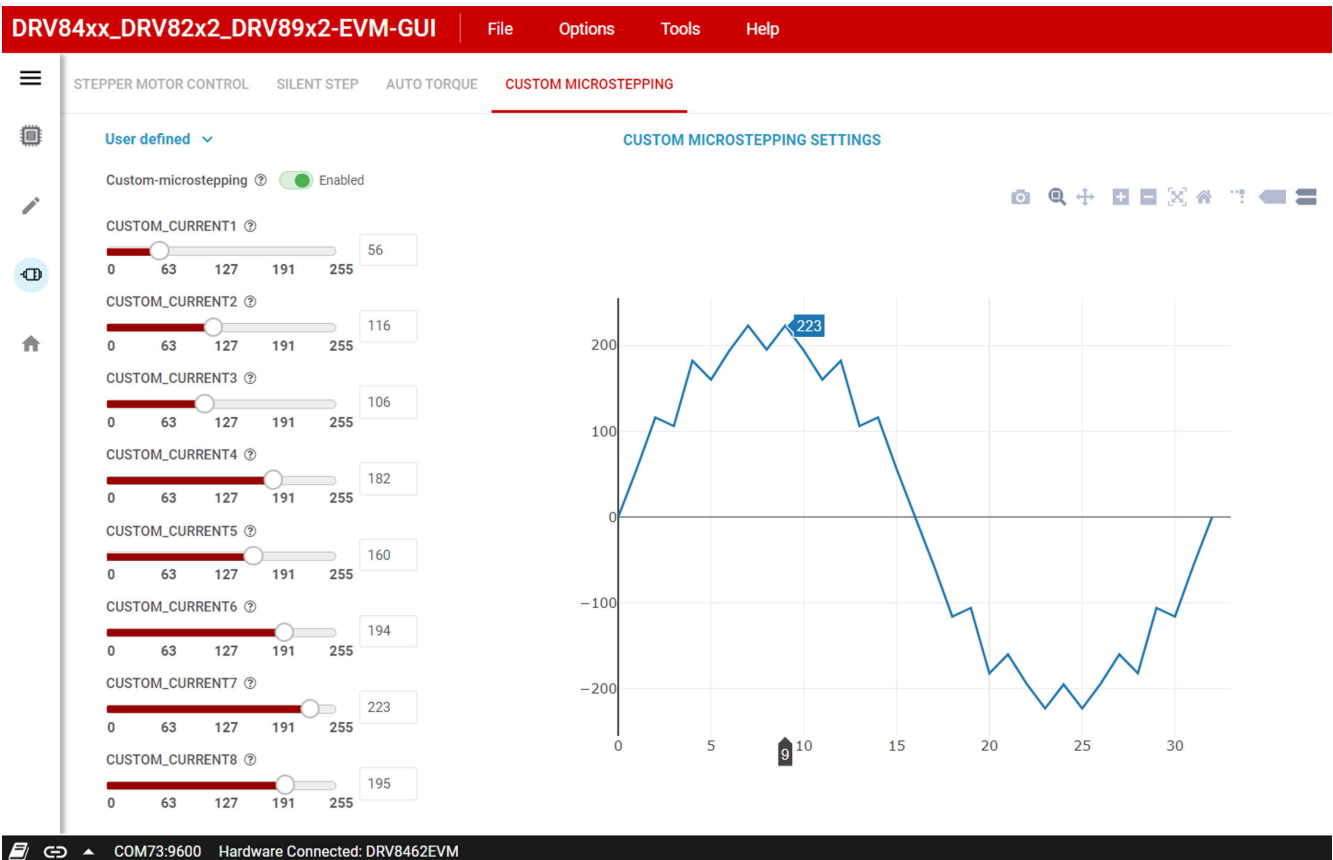 DRV84xx_DRV82x2_DRV89x2-EVM-GUI File Options Tools Help
STEPPER MOTOR CONTROL SILENT STEP AUTO TORQUE CUSTOM MICROSTEPPING
User defined
Custom-microstepping ? Enabled
CUSTOM_CURRENT1 ?
56
0 63 127 191 255
CUSTOM_CURRENT2 ?
116
0 63 127 191 255
CUSTOM_CURRENT3 ?
106
0 63 127 191 255
CUSTOM_CURRENT4 ?
182
0 63 127 191 255
CUSTOM_CURRENT5 ?
160
0 63 127 191 255
CUSTOM_CURRENT6 ?
194
0 63 127 191 255
CUSTOM_CURRENT7 ?
223
0 63 127 191 255
CUSTOM_CURRENT8 ?
195
0 63 127 191 255
CUSTOM MICROSTEPPING SETTINGS
223
200
100
0
−100
−200
0 5 9 10 15 20 25 30
COM73:9600 Hardware Connected: DRV8462EVM